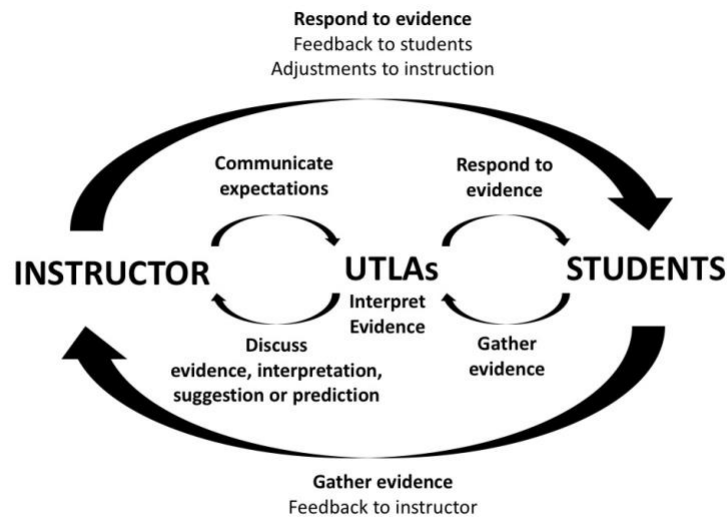 Respond to evidence
Feedback to students
Adjustments to instruction
Communicate
expectations
Respond to
evidence
INSTRUCTOR
UTLAs
STUDENTS
Interpret
Evidence
Discuss
evidence, interpretation,
suggestion or prediction
Gather
evidence
Gather evidence
Feedback to instructor